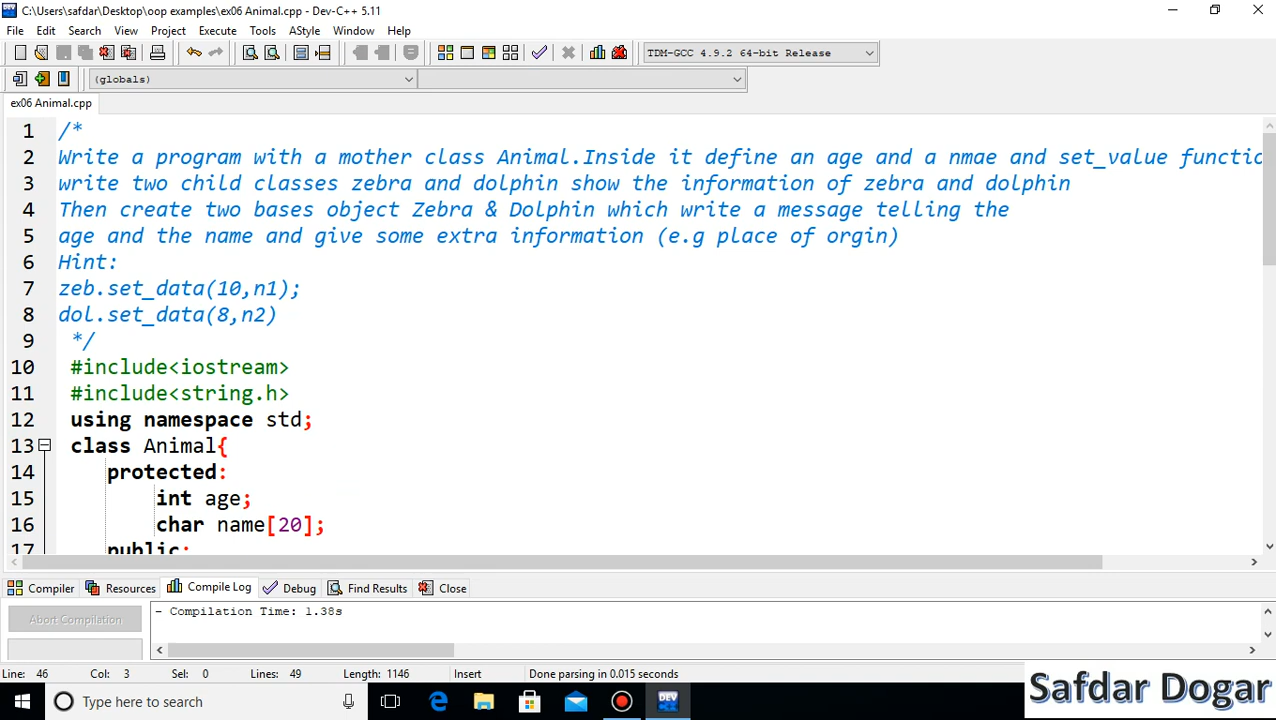 C:\Users\safdar\Desktop\oop examples\ex06 Animal.cpp - Dev-C++ 5.11
File Edit Search View Project Execute Tools AStyle Window Help
TDM-GCC 4.9.2 64-bit Release
(globals)
ex06 Animal.cpp
1 /*
2 Write a program with a mother class Animal.Inside it define an age and a nmae and set_value functio
3 write two child classes zebra and dolphin show the information of zebra and dolphin
4 Then create two bases object Zebra & Dolphin which write a message telling the
5 age and the name and give some extra information (e.g place of orgin)
6 Hint:
7 zeb.set_data(10,n1);
8 dol.set_data(8,n2)
9 */
10 #include<iostream>
11 #include<string.h>
12 using namespace std;
13 class Animal{
14 protected:
15 int age;
16 char name[20];
17 public:
Compiler Resources Compile Log Debug Find Results Close
Abort Compilation
- Compilation Time: 1.38s
Line: 46 Col: 3 Sel: 0 Lines: 49 Length: 1146 Insert Done parsing in 0.015 seconds
Type here to search
DEV
Safdar Dogar